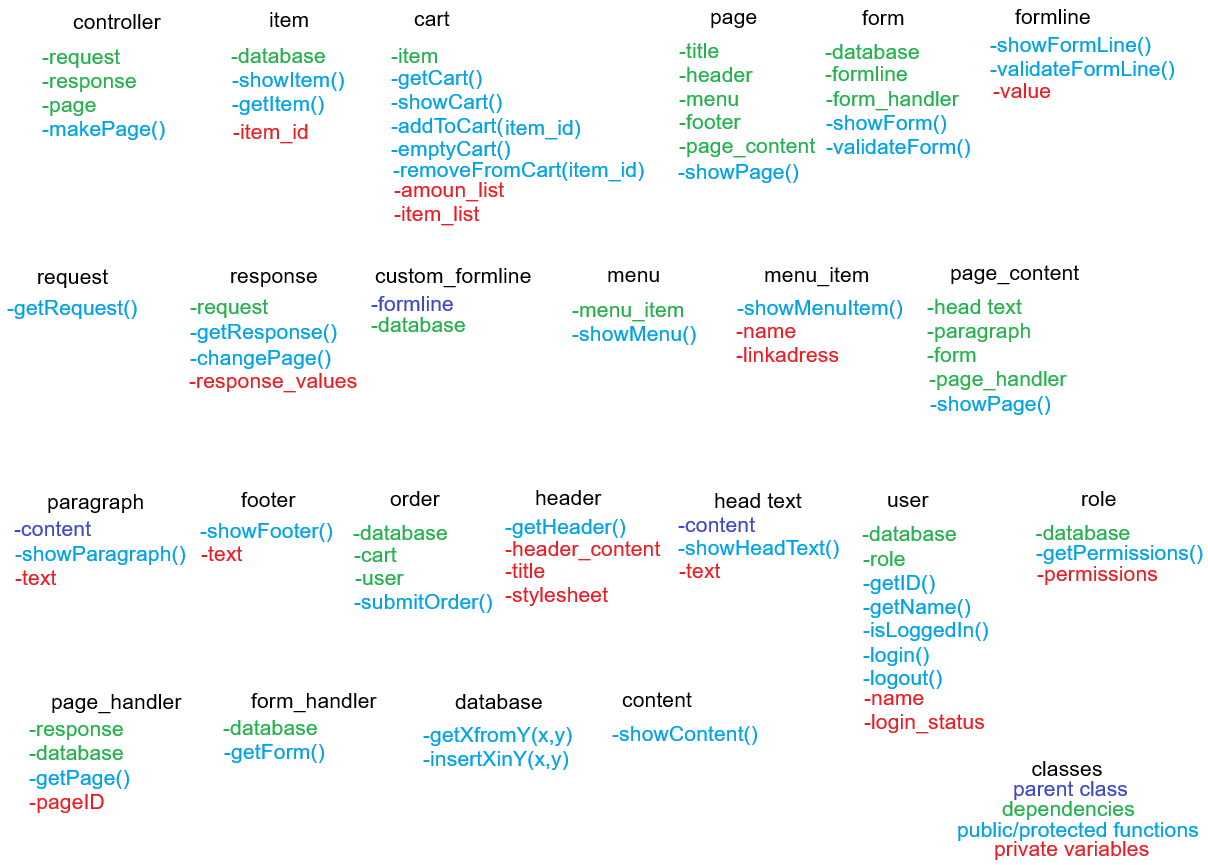 controller
-request
-response
-page
-makePage()
item
-database
-showItem()
-getItem()
-item_id
cart
-item
-getCart()
-showCart()
-addToCart(item_id)
-emptyCart()
-removeFromCart(item_id)
-amoun_list
-item_list
page
-title
-header
-menu
-footer
-page_content
-showPage()
form
-database
-formline
-form_handler
-showForm()
-validateForm()
formline
-showFormLine()
-validateFormLine()
-value
request
-getRequest()
response
-request
-getResponse()
-changePage()
-response_values
custom_formline
-formline
-database
menu
-menu_item
-showMenu()
menu_item
-showMenuItem()
-name
-linkadress
page_content
-head text
-paragraph
-form
-page_handler
-showPage()
paragraph
-content
-showParagraph()
-text
footer
-showFooter()
-text
order
-database
-cart
-user
-submitOrder()
header
-getHeader()
-header_content
-title
-stylesheet
head text
-content
-showHeadText()
-text
user
-database
-role
-getID()
-getName()
-isLoggedIn()
-login()
-logout()
-name
-login_status
role
-database
-getPermissions()
-permissions
page_handler
-response
-database
-getPage()
-pageID
form_handler
-database
-getForm()
database
-getXfromY(x,y)
-insertXinY(x,y)
content
-showContent()
classes
parent class
dependencies
public/protected functions
private variables